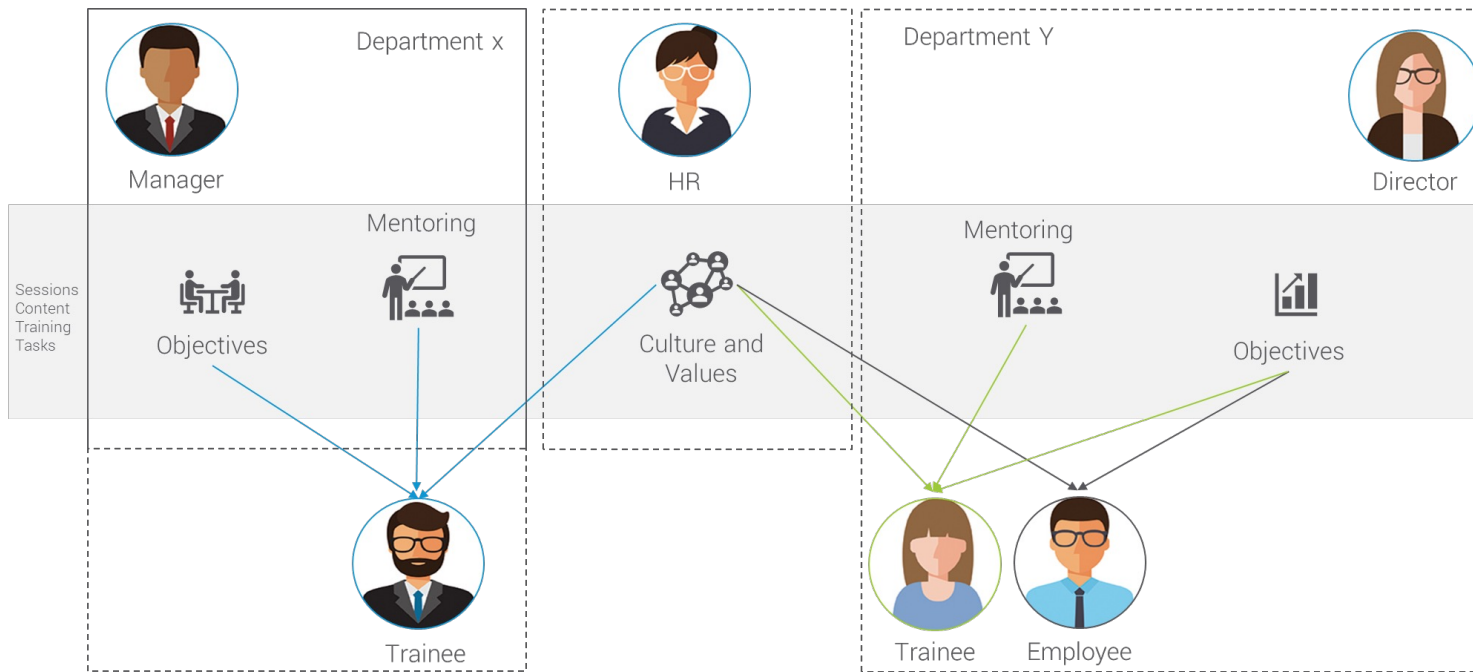 Department x
Department Y
Manager
HR
Director
Mentoring
Mentoring
Sessions
Content
Training
Tasks
Objectives
Culture and
Values
Objectives
Trainee
Trainee
Employee